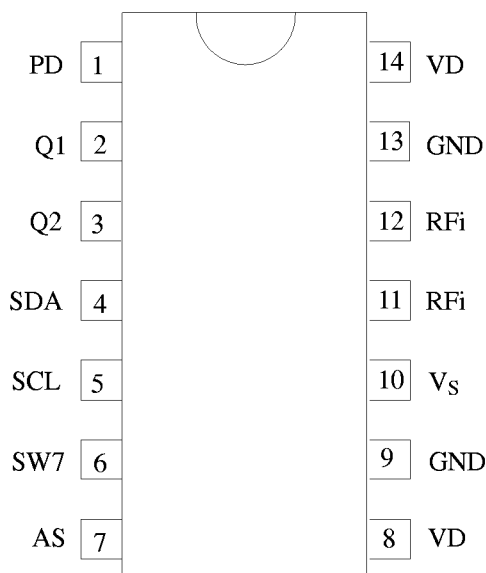 PD 1 14 VD
Q1 2 13 GND
Q2 3 12 RFi
SDA 4 11 RFi
SCL 5 10 VS
SW7 6 9 GND
AS 7 8 VD